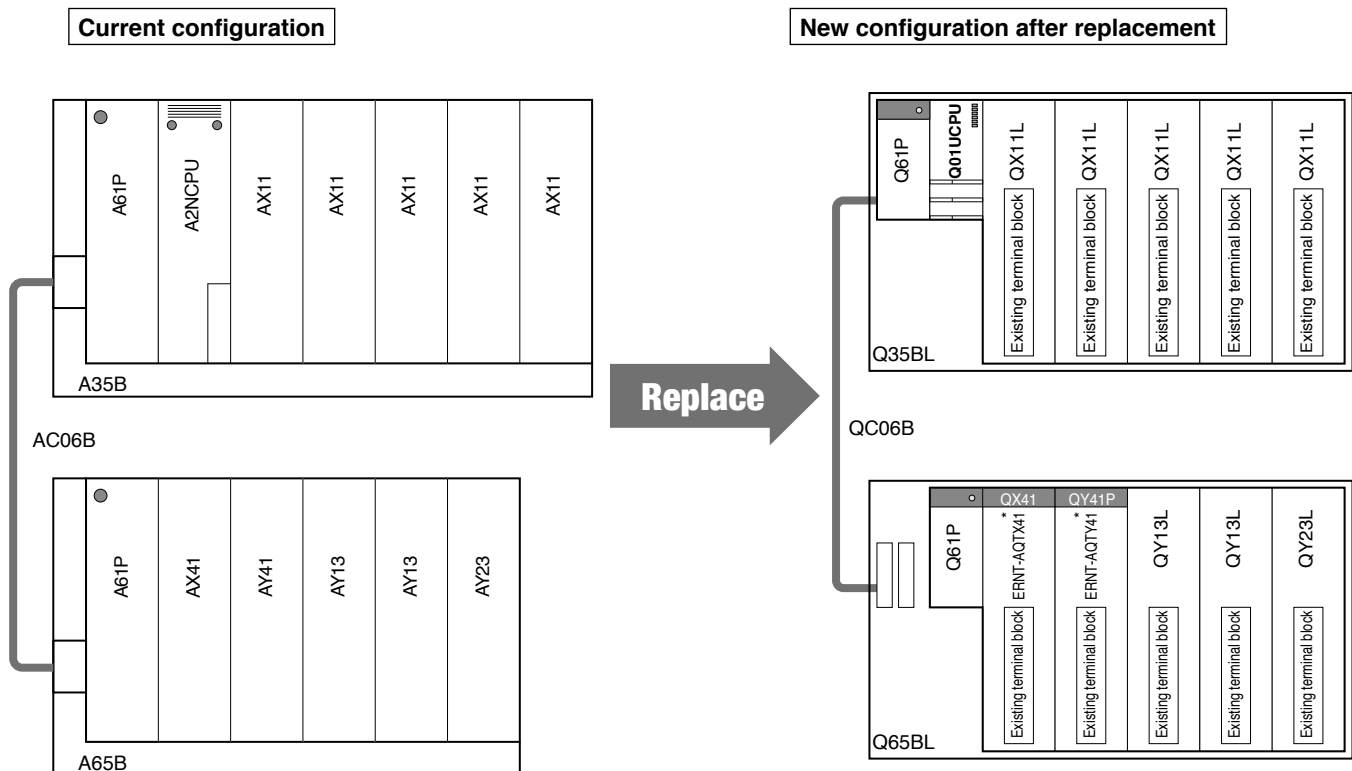 Current configuration
A61P
A2NCPU
AX11
AX11
AX11
AX11
AX11
A35B
AC06B
A61P
AX41
AY41
AY13
AY13
AY23
A65B
Replace
New configuration after replacement
Q61P
Q01UCPU
QX11L
QX11L
QX11L
QX11L
QX11L
Existing terminal block
Existing terminal block
Existing terminal block
Existing terminal block
Existing terminal block
Q35BL
QC06B
Q61P
QX41
QY41P
ERNT-AQTX41*
ERNT-AQTY41*
QY13L
QY13L
QY23L
Existing terminal block
Existing terminal block
Existing terminal block
Existing terminal block
Existing terminal block
Q65BL